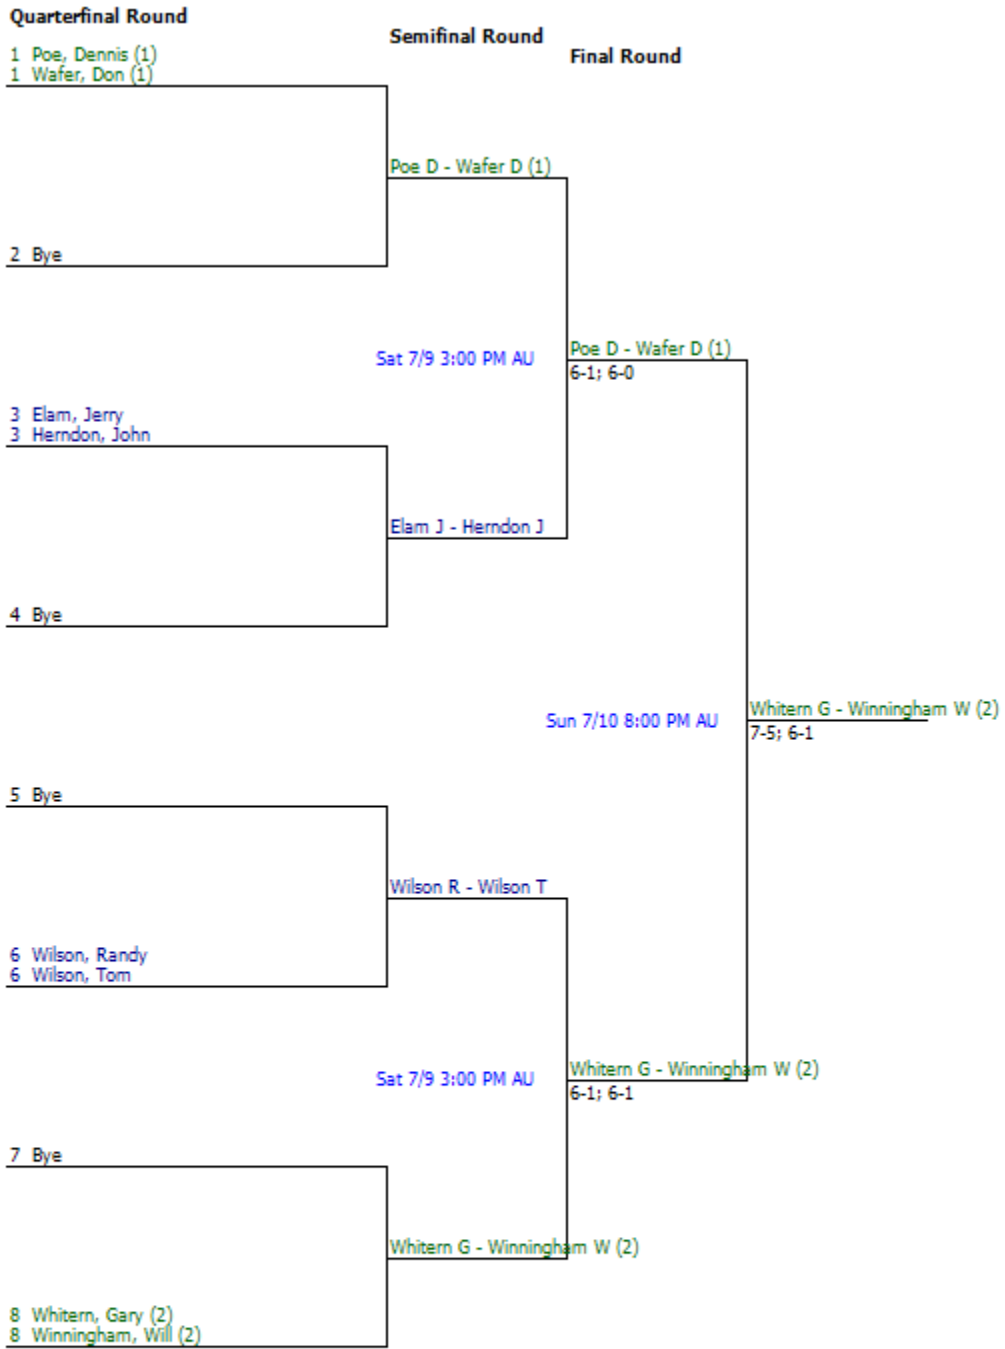 Quarterfinal Round
Semifinal Round
Final Round
1 Poe, Dennis (1)
1 Wafer, Don (1)
Poe D - Wafer D (1)
2 Bye
Sat 7/9 3:00 PM AU
Poe D - Wafer D (1)
6-1; 6-0
3 Elam, Jerry
3 Herndon, John
Elam J - Herndon J
4 Bye
Sun 7/10 8:00 PM AU
Whitern G - Winningham W (2)
7-5; 6-1
5 Bye
Wilson R - Wilson T
6 Wilson, Randy
6 Wilson, Tom
Sat 7/9 3:00 PM AU
Whitern G - Winningham W (2)
6-1; 6-1
7 Bye
Whitern G - Winningham W (2)
8 Whitern, Gary (2)
8 Winningham, Will (2)